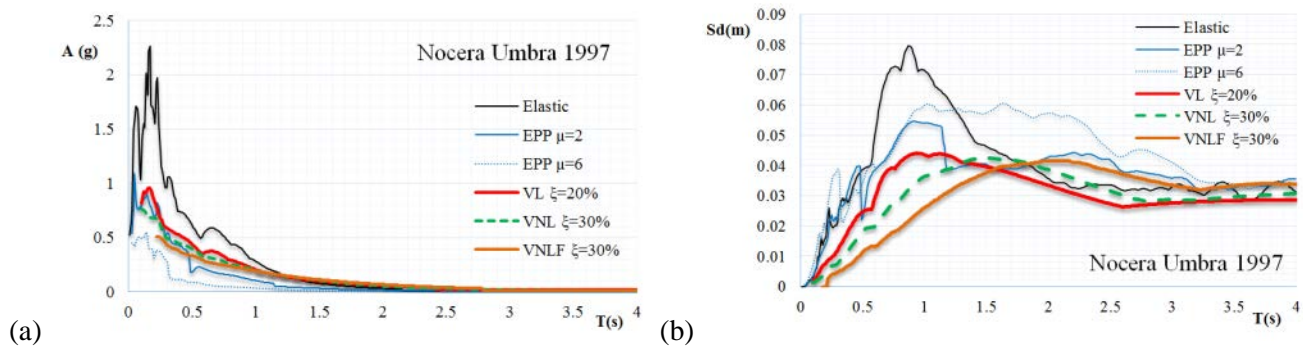 A (g)
2.5
2
1.5
1
0.5
0
0
0.5
1
1.5
2
2.5
3
3.5
4
T(s)
Nocera Umbra 1997
Elastic
EPP μ=2
EPP μ=6
VL ξ=20%
VNL ξ=30%
VNLF ξ=30%
(a)
Sd(m)
0.09
0.08
0.07
0.06
0.05
0.04
0.03
0.02
0.01
0
0
0.5
1
1.5
2
2.5
3
3.5
4
T(s)
Elastic
EPP μ=2
EPP μ=6
VL ξ=20%
VNL ξ=30%
VNLF ξ=30%
Nocera Umbra 1997
(b)